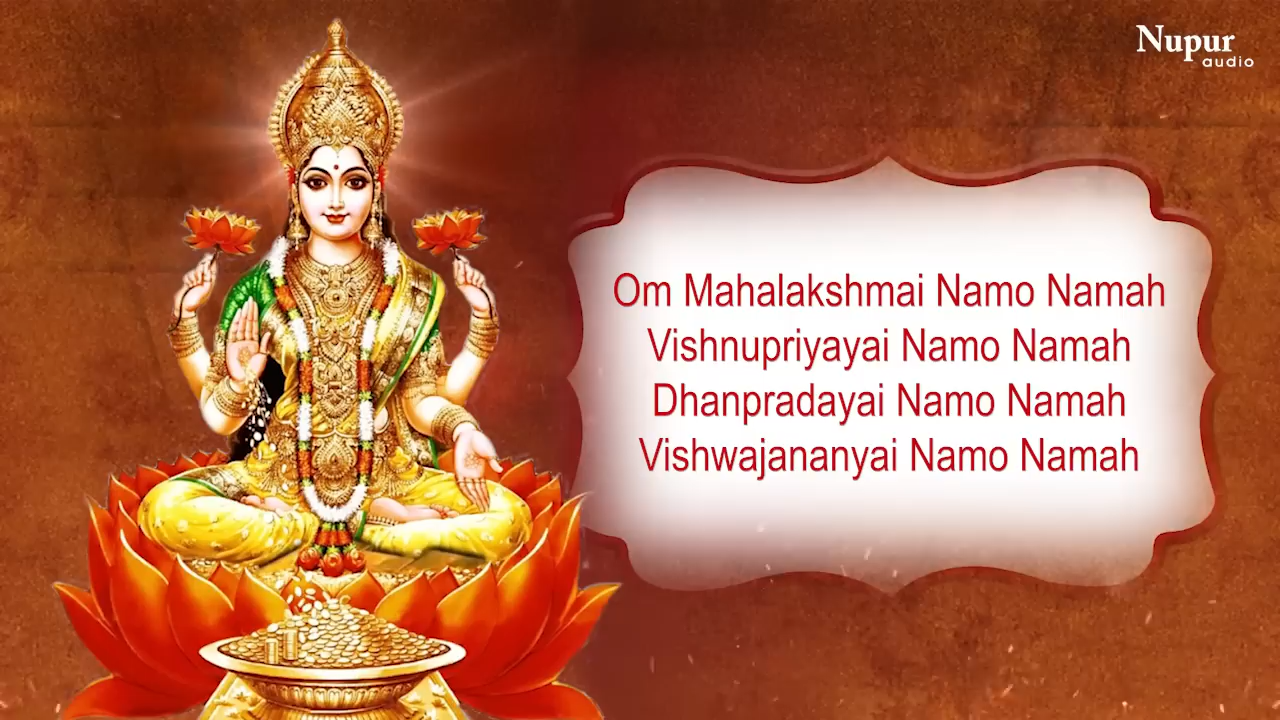 Nupur
audio
Om Mahalakshmai Namo Namah
Vishnupriyayai Namo Namah
Dhanpradayai Namo Namah
Vishwajananyai Namo Namah